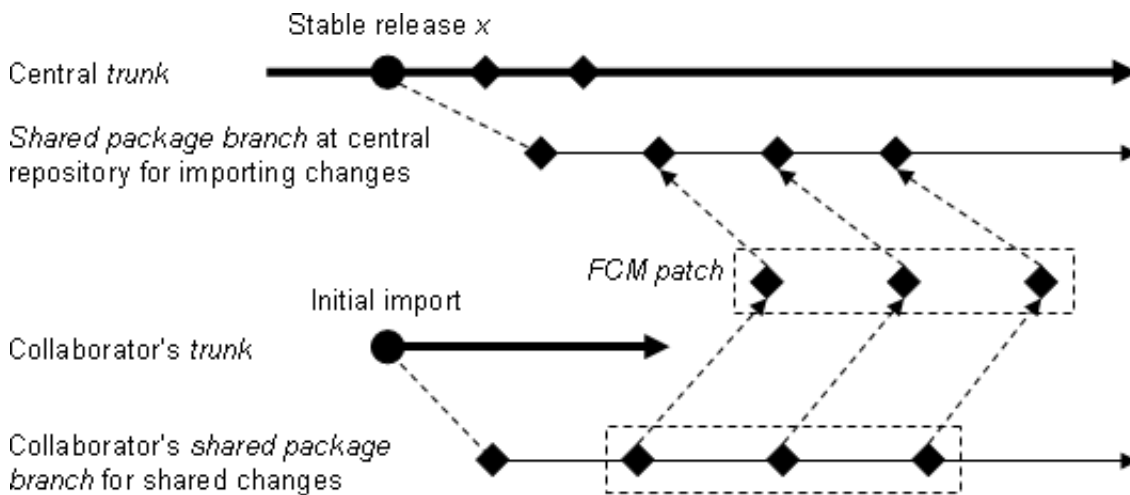 Stable release x
Central trunk
Shared package branch at central
repository for importing changes
FCM patch
Initial import
Collaborator's trunk
Collaborator's shared package
branch for shared changes